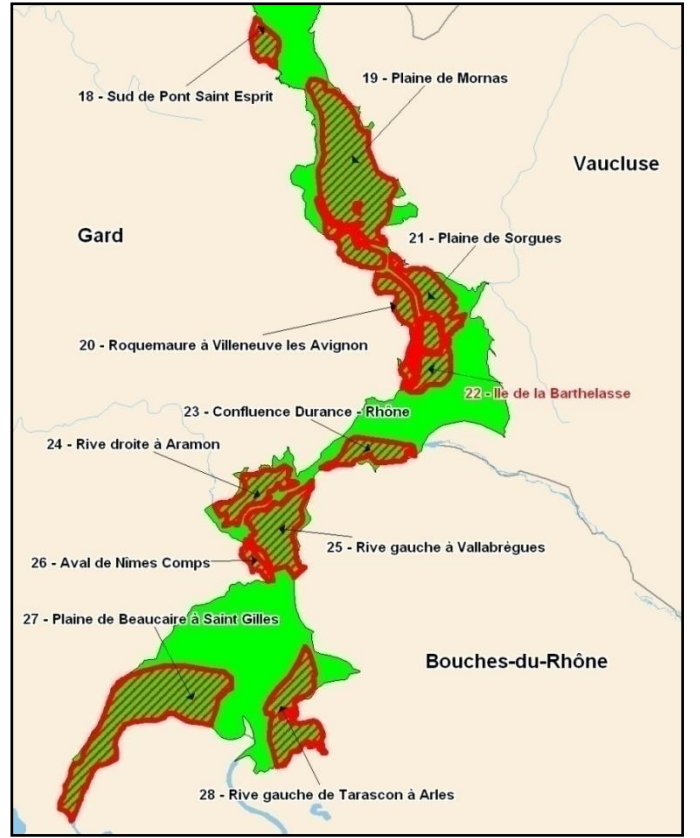 18 - Sud de Pont Saint Esprit
19 - Plaine de Mornas
Vaucluse
Gard
21 - Plaine de Sorgues
20 - Roquemaure à Villeneuve les Avignon
22 - Ile de la Barthelasse
23 - Confluence Durance - Rhône
24 - Rive droite à Aramon
25 - Rive gauche à Vallabrègues
26 - Aval de Nîmes Comps
27 - Plaine de Beaucaire à Saint Gilles
Bouches-du-Rhône
28 - Rive gauche de Tarascon à Arles